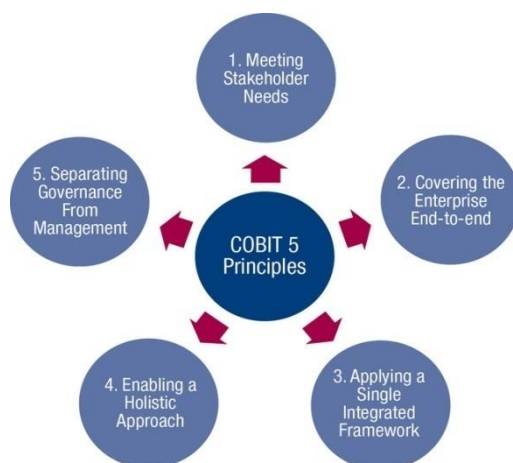 1. Meeting
Stakeholder
Needs
5. Separating
Governance
From
Management
2. Covering the
Enterprise
End-to-end
COBIT 5
Principles
4. Enabling a
Holistic
Approach
3. Applying a
Single
Integrated
Framework